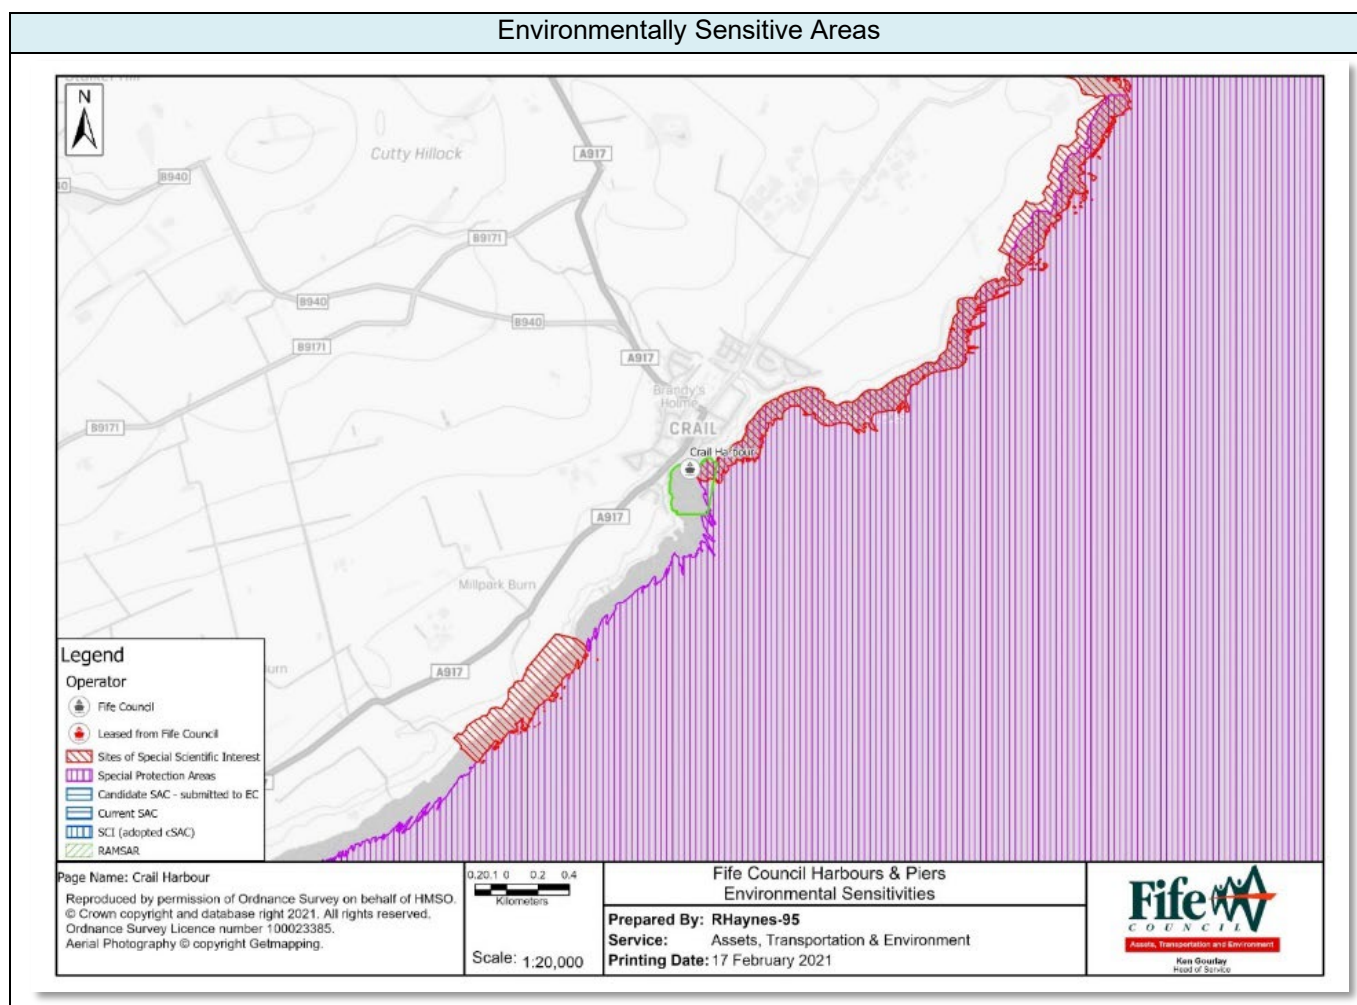 Environmentally Sensitive Areas
N
Cutty Hillock
A917
B940
40
B9171
B940
B940
B9171
A917
Brandy's
Holme
B9171
CRAIL
Crail Harbour
A917
Millpark Burn
A917
Legend
Operator
Fife Council
Leased from Fife Council
Sites of Special Scientific Interest
Special Protection Areas
Candidate SAC - submitted to EC
Current SAC
SCI (adopted cSAC)
RAMSAR
Page Name: Crail Harbour
Reproduced by permission of Ordnance Survey on behalf of HMSO.
© Crown copyright and database right 2021. All rights reserved.
Ordnance Survey Licence number 100023385.
Aerial Photography © copyright Getmapping.
0.20.1 0 0.2 0.4
Kilometers
Scale: 1:20,000
Fife Council Harbours & Piers
Environmental Sensitivities
Prepared By: RHaynes-95
Service: Assets, Transportation & Environment
Printing Date: 17 February 2021
Fife
COUNCIL
Assets, Transportation and Environment
Ken Gourlay
Head of Service